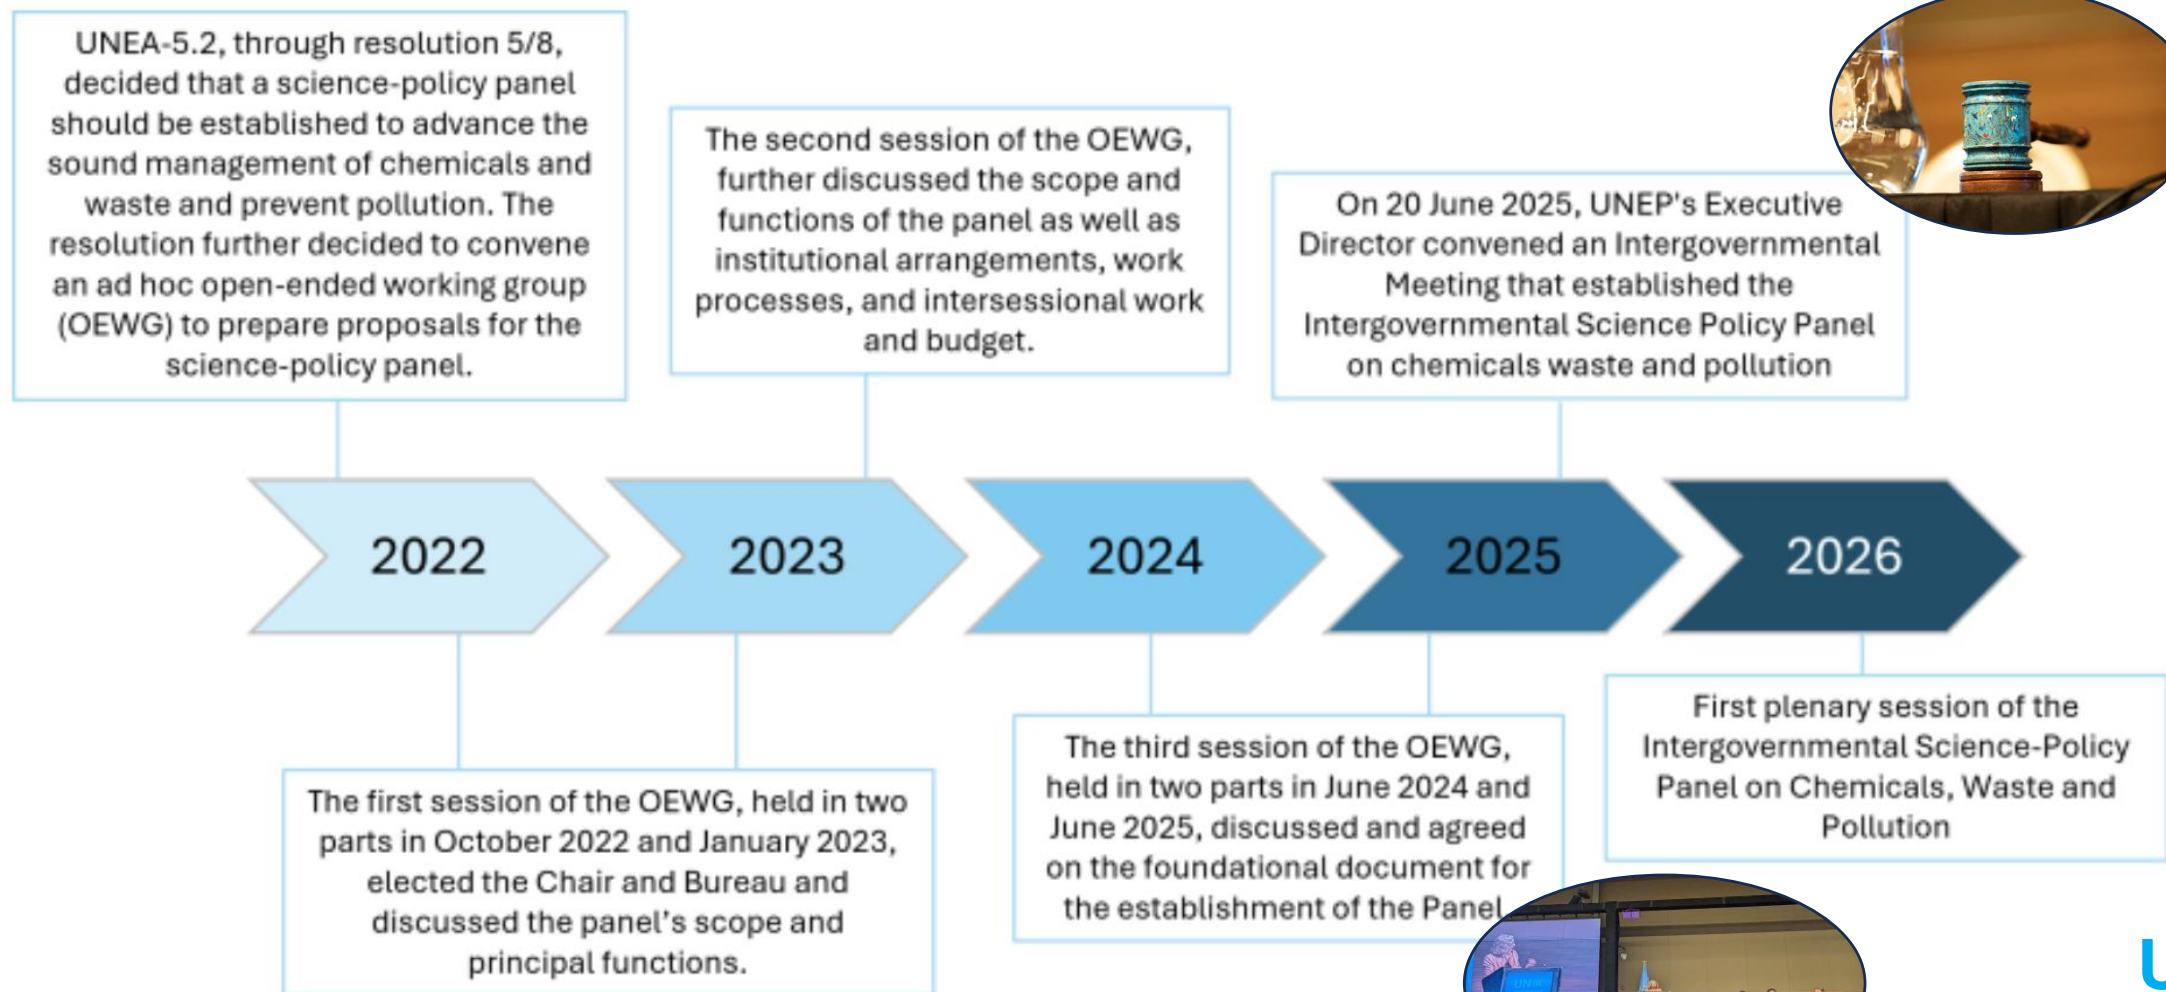 UNEA-5.2, through resolution 5/8,
decided that a science-policy panel
should be established to advance the
sound management of chemicals and
waste and prevent pollution. The
resolution further decided to convene
an ad hoc open-ended working group
(OEWG) to prepare proposals for the
science-policy panel.
The second session of the OEWG,
further discussed the scope and
functions of the panel as well as
institutional arrangements, work
processes, and intersessional work
and budget.
On 20 June 2025, UNEP's Executive
Director convened an Intergovernmental
Meeting that established the
Intergovernmental Science Policy Panel
on chemicals waste and pollution
2022
2023
2024
2025
2026
The first session of the OEWG, held in two
parts in October 2022 and January 2023,
elected the Chair and Bureau and
discussed the panel's scope and
principal functions.
The third session of the OEWG,
held in two parts in June 2024 and
June 2025, discussed and agreed
on the foundational document for
the establishment of the Panel
First plenary session of the
Intergovernmental Science-Policy
Panel on Chemicals, Waste and
Pollution
U